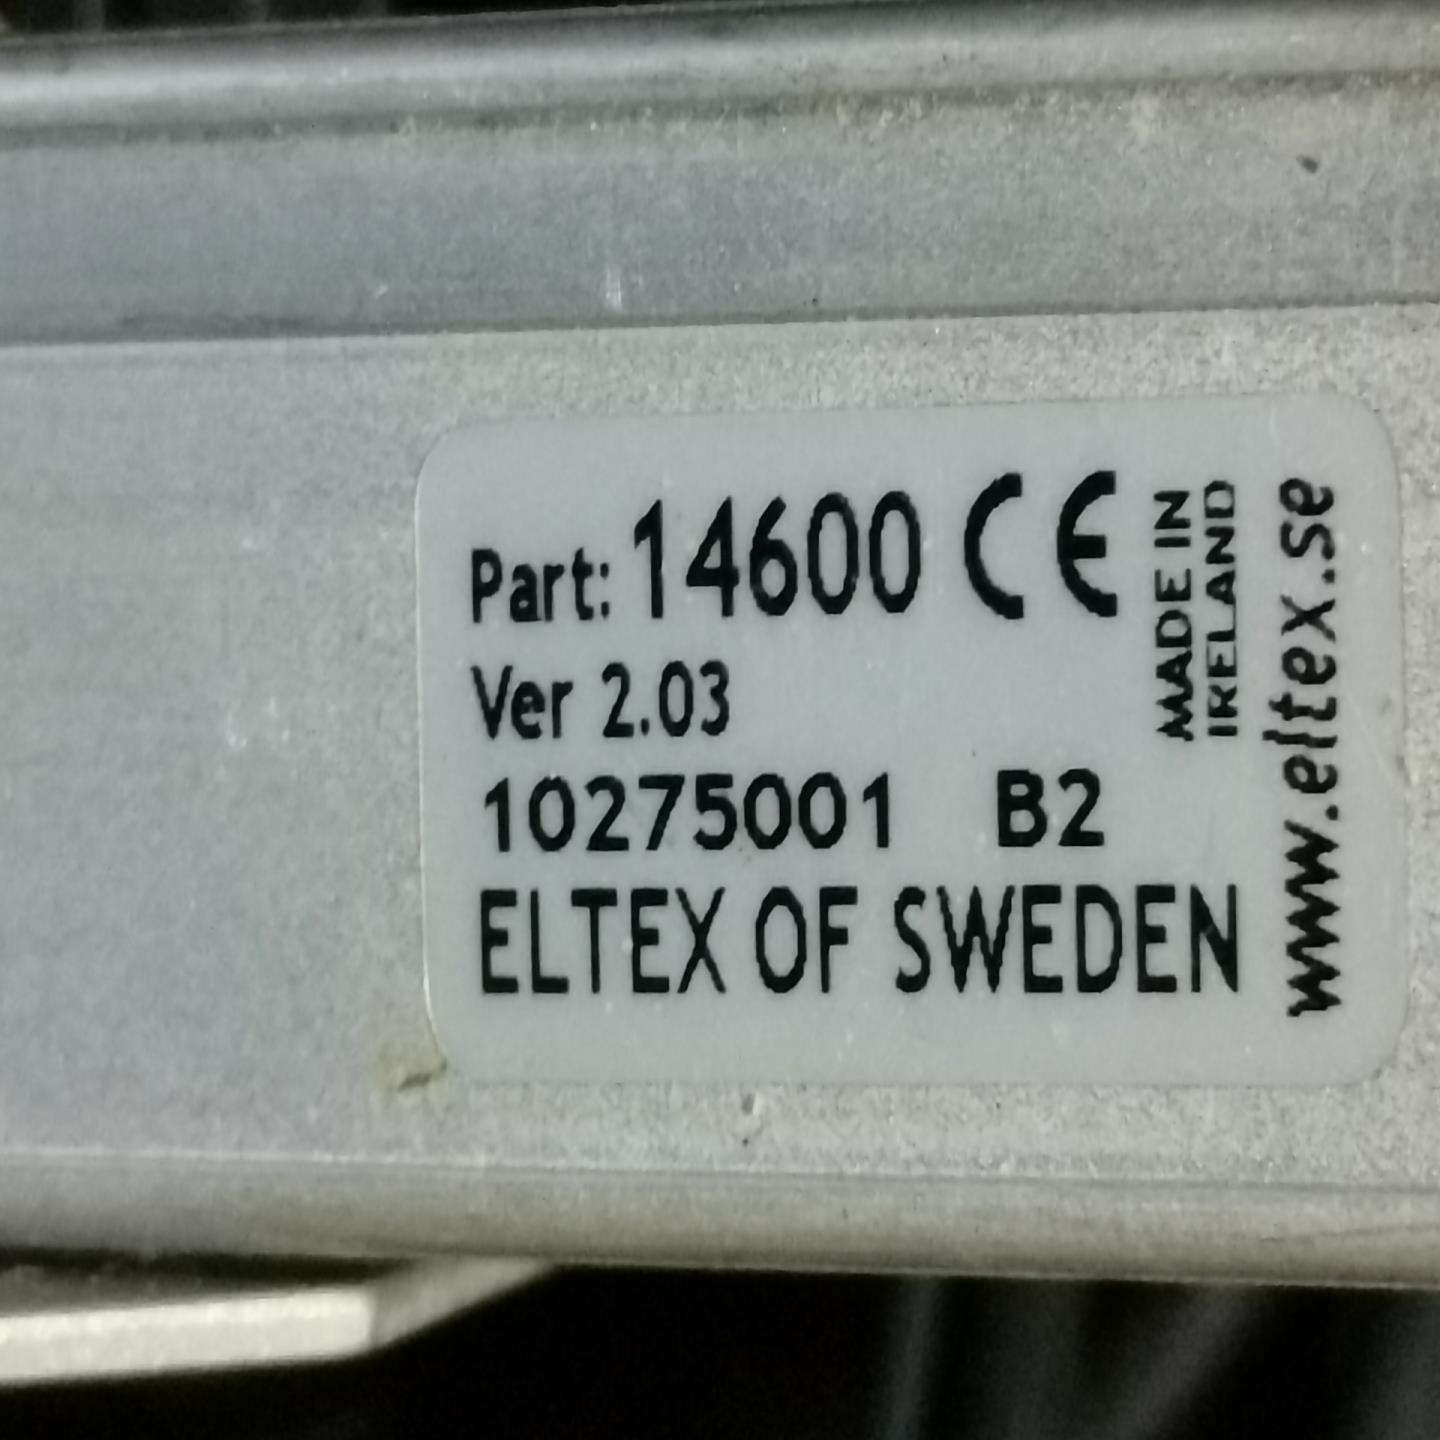 Part: 14600 CE
Ver 2.03
10275001 B2
ELTEX OF SWEDEN
MADE IN
IRELAND
www.eltex.se